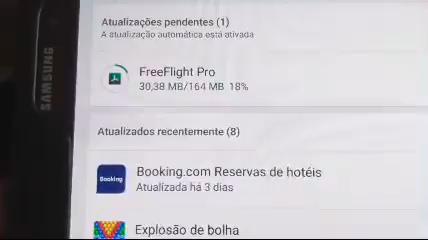 SAMSUNG
Atualizações pendentes (1)
A atualização automática está ativada
FreeFlight Pro
30,38 MB/164 MB 18%
Atualizados recentemente (8)
Booking
Booking.com Reservas de hotéis
Atualizada há 3 dias
Explosão de bolha